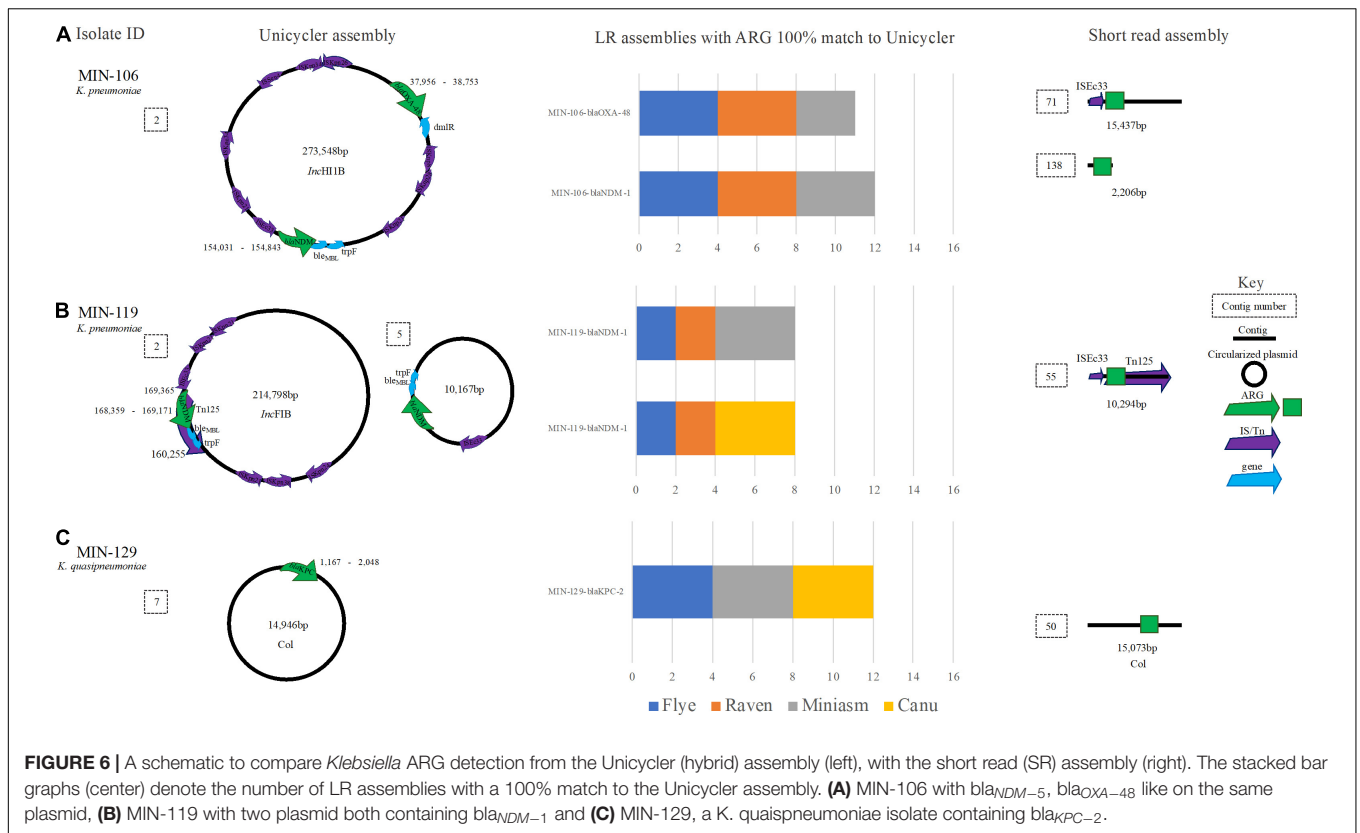 A Isolate ID
Unicycler assembly
LR assemblies with ARG 100% match to Unicycler
Short read assembly
MIN-106
K. pneumoniae
2
37,956 - 38,753
blaOXA-48
dmlR
273,548bp
IncHI1B
154,031 - 154,843
blaNDM
bleMBL
trpF
MIN-106-blaOXA-48
MIN-106-blaNDM-1
0 2 4 6 8 10 12 14 16
71
ISEc33
15,437bp
138
2,206bp
B MIN-119
K. pneumoniae
2
169,365
168,359 - 169,171
Tn125
blaNDM
bleMBL
trpF
160,255
214,798bp
IncFIB
5
trpF
bleMBL
blaNDM
10,167bp
MIN-119-blaNDM-1
MIN-119-blaNDM-1
0 2 4 6 8 10 12 14 16
55
ISEc33
Tn125
10,294bp
Key
Contig number
Contig
Circularized plasmid
ARG
IS/Tn
gene
C MIN-129
K. quasipneumoniae
7
blaKPC
1,167 - 2,048
14,946bp
Col
MIN-129-blaKPC-2
0 2 4 6 8 10 12 14 16
Flye Raven Miniasm Canu
50
15,073bp
Col
FIGURE 6 | A schematic to compare Klebsiella ARG detection from the Unicycler (hybrid) assembly (left), with the short read (SR) assembly (right). The stacked bar
graphs (center) denote the number of LR assemblies with a 100% match to the Unicycler assembly. (A) MIN-106 with blaNDM−5, blaOXA−48 like on the same
plasmid, (B) MIN-119 with two plasmid both containing blaNDM−1 and (C) MIN-129, a K. quaispneumoniae isolate containing blaKPC−2.